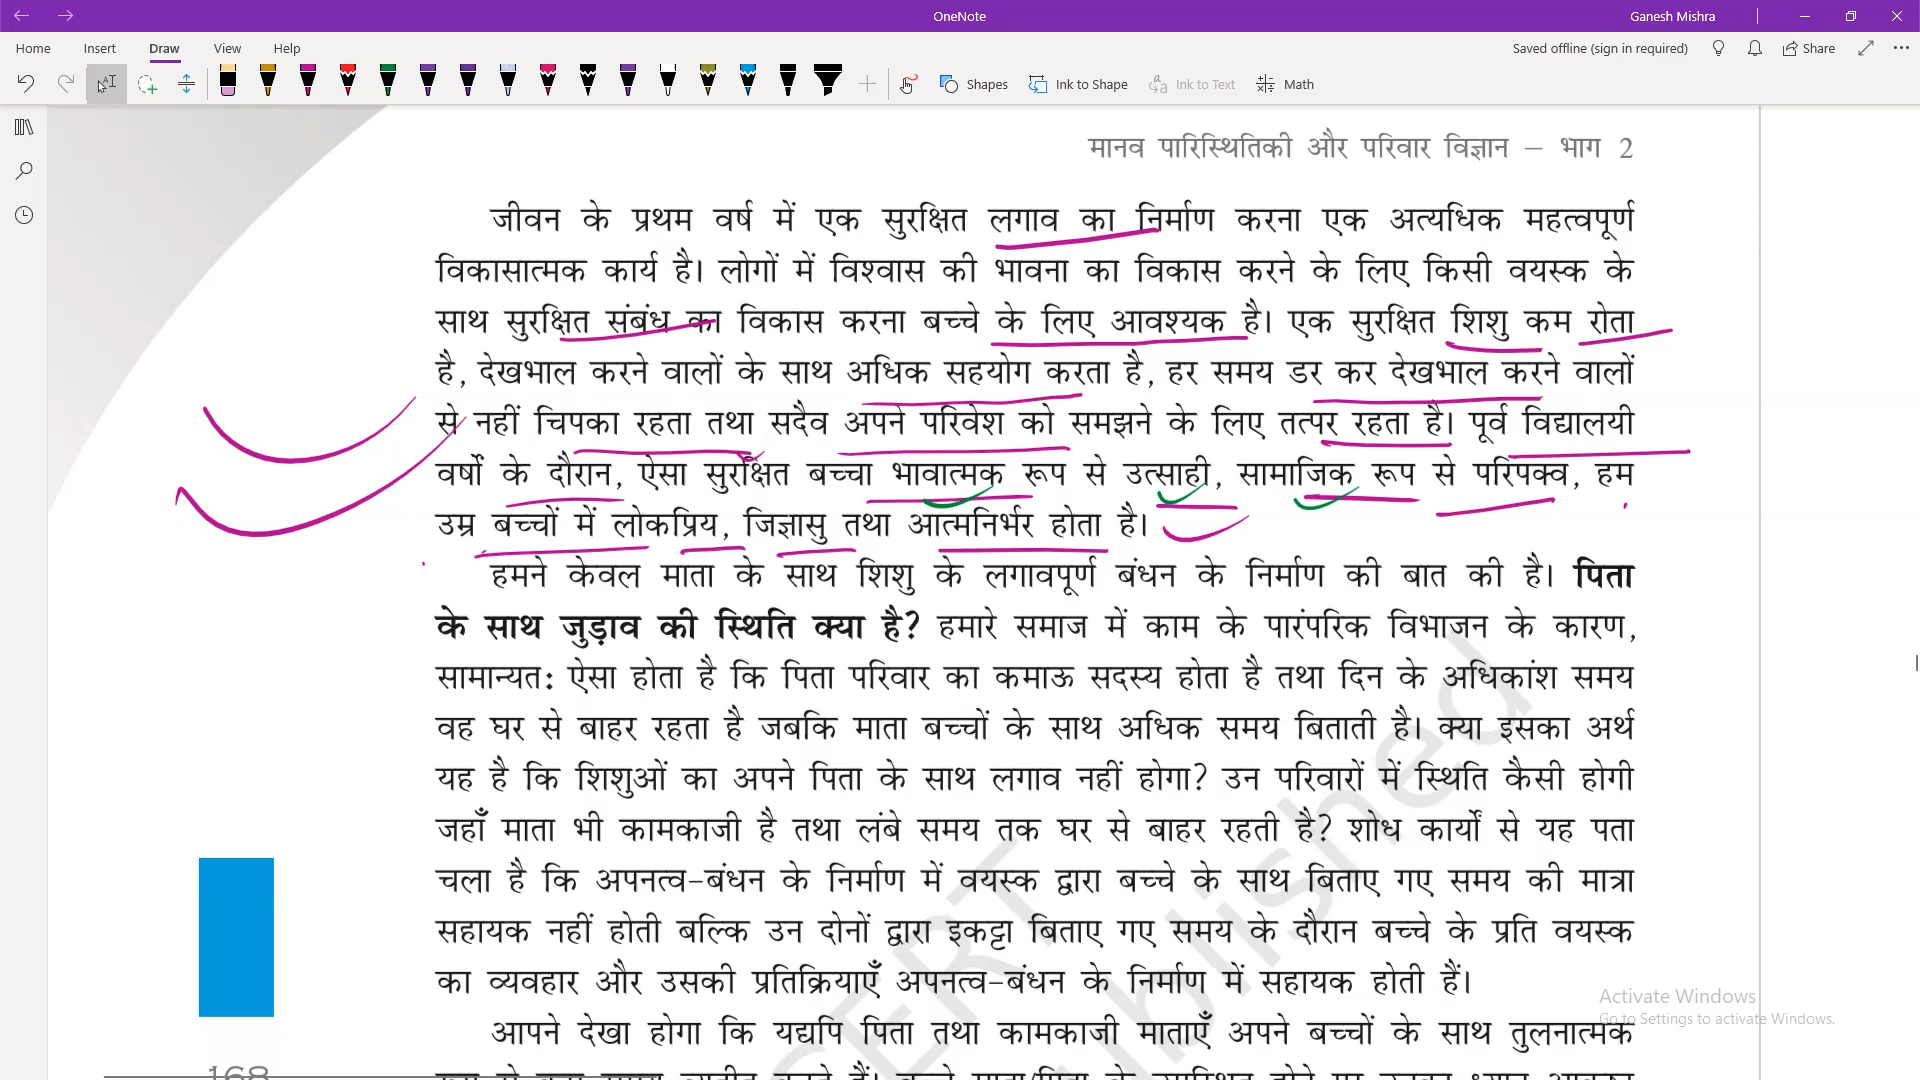 OneNote
Ganesh Mishra
Home Insert Draw View Help
Saved offline (sign in required) Share
Shapes Ink to Shape Ink to Text Math
मानव पारिस्थितिकी और परिवार विज्ञान – भाग 2
जीवन के प्रथम वर्ष में एक सुरक्षित लगाव का निर्माण करना एक अत्यधिक महत्वपूर्ण
विकासात्मक कार्य है। लोगों में विश्वास की भावना का विकास करने के लिए किसी वयस्क के
साथ सुरक्षित संबंध का विकास करना बच्चे के लिए आवश्यक है। एक सुरक्षित शिशु कम रोता
है, देखभाल करने वालों के साथ अधिक सहयोग करता है, हर समय डर कर देखभाल करने वालों
से नहीं चिपका रहता तथा सदैव अपने परिवेश को समझने के लिए तत्पर रहता है। पूर्व विद्यालयी
वर्षों के दौरान, ऐसा सुरक्षित बच्चा भावात्मक रूप से उत्साही, सामाजिक रूप से परिपक्व, हम
उम्र बच्चों में लोकप्रिय, जिज्ञासु तथा आत्मनिर्भर होता है।
हमने केवल माता के साथ शिशु के लगावपूर्ण बंधन के निर्माण की बात की है। पिता
के साथ जुड़ाव की स्थिति क्या है? हमारे समाज में काम के पारंपरिक विभाजन के कारण,
सामान्यत: ऐसा होता है कि पिता परिवार का कमाऊ सदस्य होता है तथा दिन के अधिकांश समय
वह घर से बाहर रहता है जबकि माता बच्चों के साथ अधिक समय बिताती है। क्या इसका अर्थ
यह है कि शिशुओं का अपने पिता के साथ लगाव नहीं होगा? उन परिवारों में स्थिति कैसी होगी
जहाँ माता भी कामकाजी है तथा लंबे समय तक घर से बाहर रहती है? शोध कार्यों से यह पता
चला है कि अपनत्व–बंधन के निर्माण में वयस्क द्वारा बच्चे के साथ बिताए गए समय की मात्रा
सहायक नहीं होती बल्कि उन दोनों द्वारा इकट्ठा बिताए गए समय के दौरान बच्चे के प्रति वयस्क
का व्यवहार और उसकी प्रतिक्रियाएँ अपनत्व–बंधन के निर्माण में सहायक होती हैं।
आपने देखा होगा कि यद्यपि पिता तथा कामकाजी माताएँ अपने बच्चों के साथ तुलनात्मक
168
Activate Windows
Go to Settings to activate Windows.